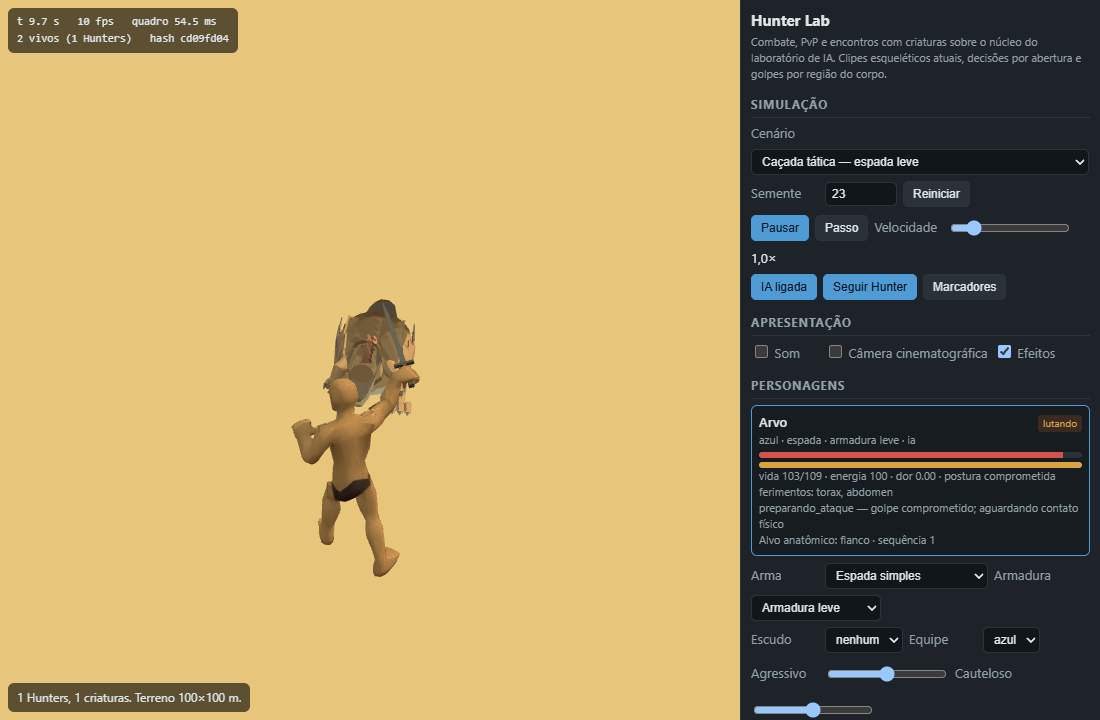 t 9.7 s 10 fps quadro 54.5 ms
2 vivos (1 Hunters) hash cd09fd04
1 Hunters, 1 criaturas. Terreno 100×100 m.
Hunter Lab
Combate, PvP e encontros com criaturas sobre o núcleo do
laboratório de IA. Clipes esqueléticos atuais, decisões por abertura e
golpes por região do corpo.
SIMULAÇÃO
Cenário
Caçada tática — espada leve
Semente 23 Reiniciar
Pausar Passo Velocidade
1,0×
IA ligada Seguir Hunter Marcadores
APRESENTAÇÃO
Som Câmera cinematográfica Efeitos
PERSONAGENS
Arvo lutando
azul · espada · armadura leve · ia
vida 103/109 · energia 100 · dor 0.00 · postura comprometida
ferimentos: torax, abdomen
preparando_ataque — golpe comprometido; aguardando contato
físico
Alvo anatômico: flanco · sequência 1
Arma Espada simples Armadura
Armadura leve
Escudo nenhum Equipe azul
Agressivo Cauteloso